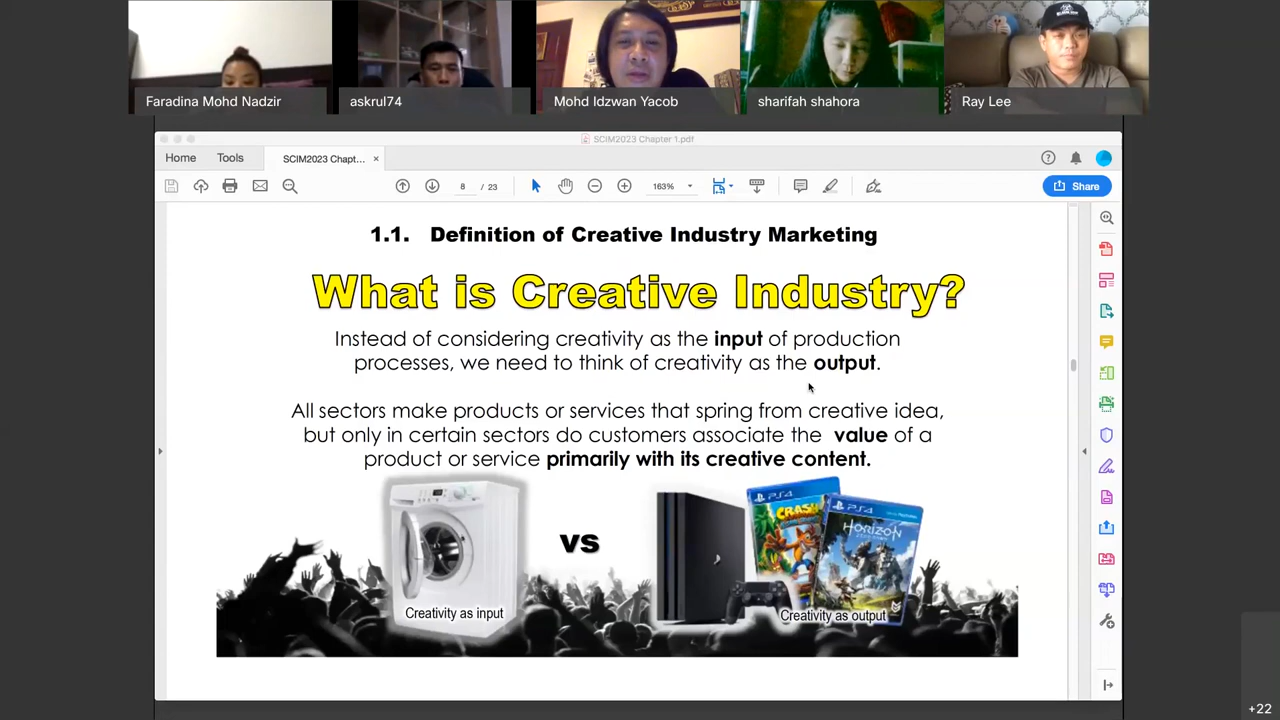 Faradina Mohd Nadzir
askrul74
Mohd Idzwan Yacob
sharifah shahora
Ray Lee
SCIM2023 Chapter 1.pdf
Home Tools SCIM2023 Chapt... ×
8 / 23 163% Share
1.1. Definition of Creative Industry Marketing
What is Creative Industry?
Instead of considering creativity as the input of production
processes, we need to think of creativity as the output.
All sectors make products or services that spring from creative idea,
but only in certain sectors do customers associate the value of a
product or service primarily with its creative content.
PS4
CRASH
PS4
HORIZON
vs
Creativity as input
Creativity as output
+22